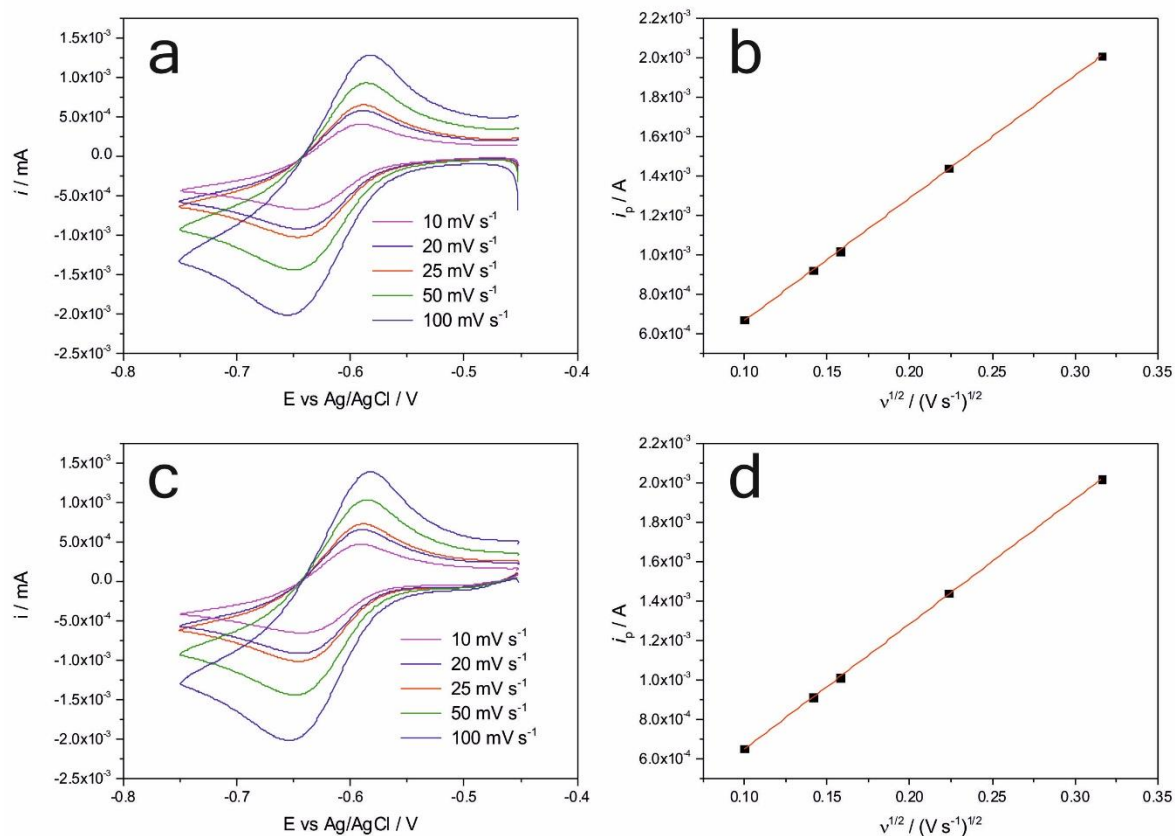 a
1.5x10⁻³
1.0x10⁻³
5.0x10⁻⁴
0.0
-5.0x10⁻⁴
-1.0x10⁻³
-1.5x10⁻³
-2.0x10⁻³
-2.5x10⁻³
i / mA
10 mV s⁻¹
20 mV s⁻¹
25 mV s⁻¹
50 mV s⁻¹
100 mV s⁻¹
-0.8 -0.7 -0.6 -0.5 -0.4
E vs Ag/AgCl / V
b
2.2x10⁻³
2.0x10⁻³
1.8x10⁻³
1.6x10⁻³
1.4x10⁻³
1.2x10⁻³
1.0x10⁻³
8.0x10⁻⁴
6.0x10⁻⁴
iₚ / A
0.10 0.15 0.20 0.25 0.30 0.35
ν¹ᐟ² / (V s⁻¹)¹ᐟ²
c
1.5x10⁻³
1.0x10⁻³
5.0x10⁻⁴
0.0
-5.0x10⁻⁴
-1.0x10⁻³
-1.5x10⁻³
-2.0x10⁻³
-2.5x10⁻³
i / mA
10 mV s⁻¹
20 mV s⁻¹
25 mV s⁻¹
50 mV s⁻¹
100 mV s⁻¹
-0.8 -0.7 -0.6 -0.5 -0.4
E vs Ag/AgCl / V
d
2.2x10⁻³
2.0x10⁻³
1.8x10⁻³
1.6x10⁻³
1.4x10⁻³
1.2x10⁻³
1.0x10⁻³
8.0x10⁻⁴
6.0x10⁻⁴
iₚ / A
0.10 0.15 0.20 0.25 0.30 0.35
ν¹ᐟ² / (V s⁻¹)¹ᐟ²